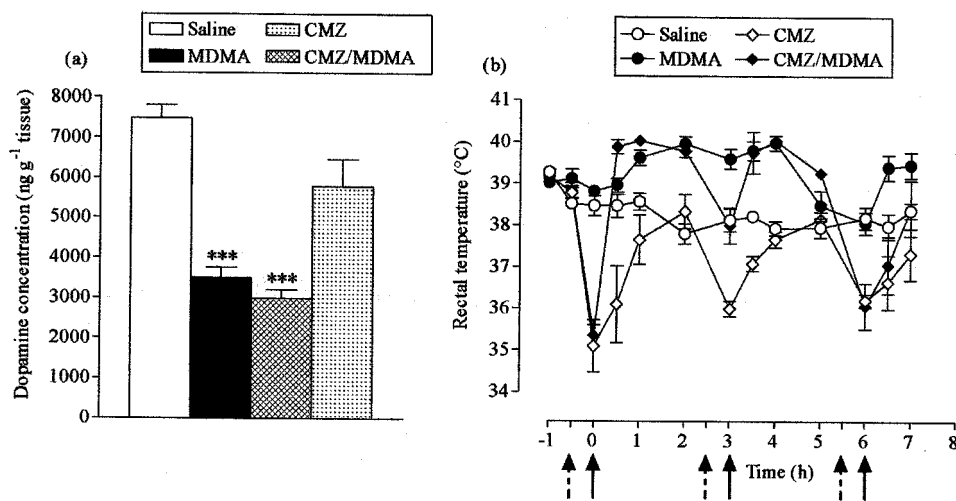 (a)
Saline
CMZ
MDMA
CMZ/MDMA
Dopamine concentration (ng g⁻¹ tissue)
8000
7000
6000
5000
4000
3000
2000
1000
0
***
***
(b)
Saline
CMZ
MDMA
CMZ/MDMA
Rectal temperature (°C)
41
40
39
38
37
36
35
34
-1 0 1 2 3 4 5 6 7 8
Time (h)